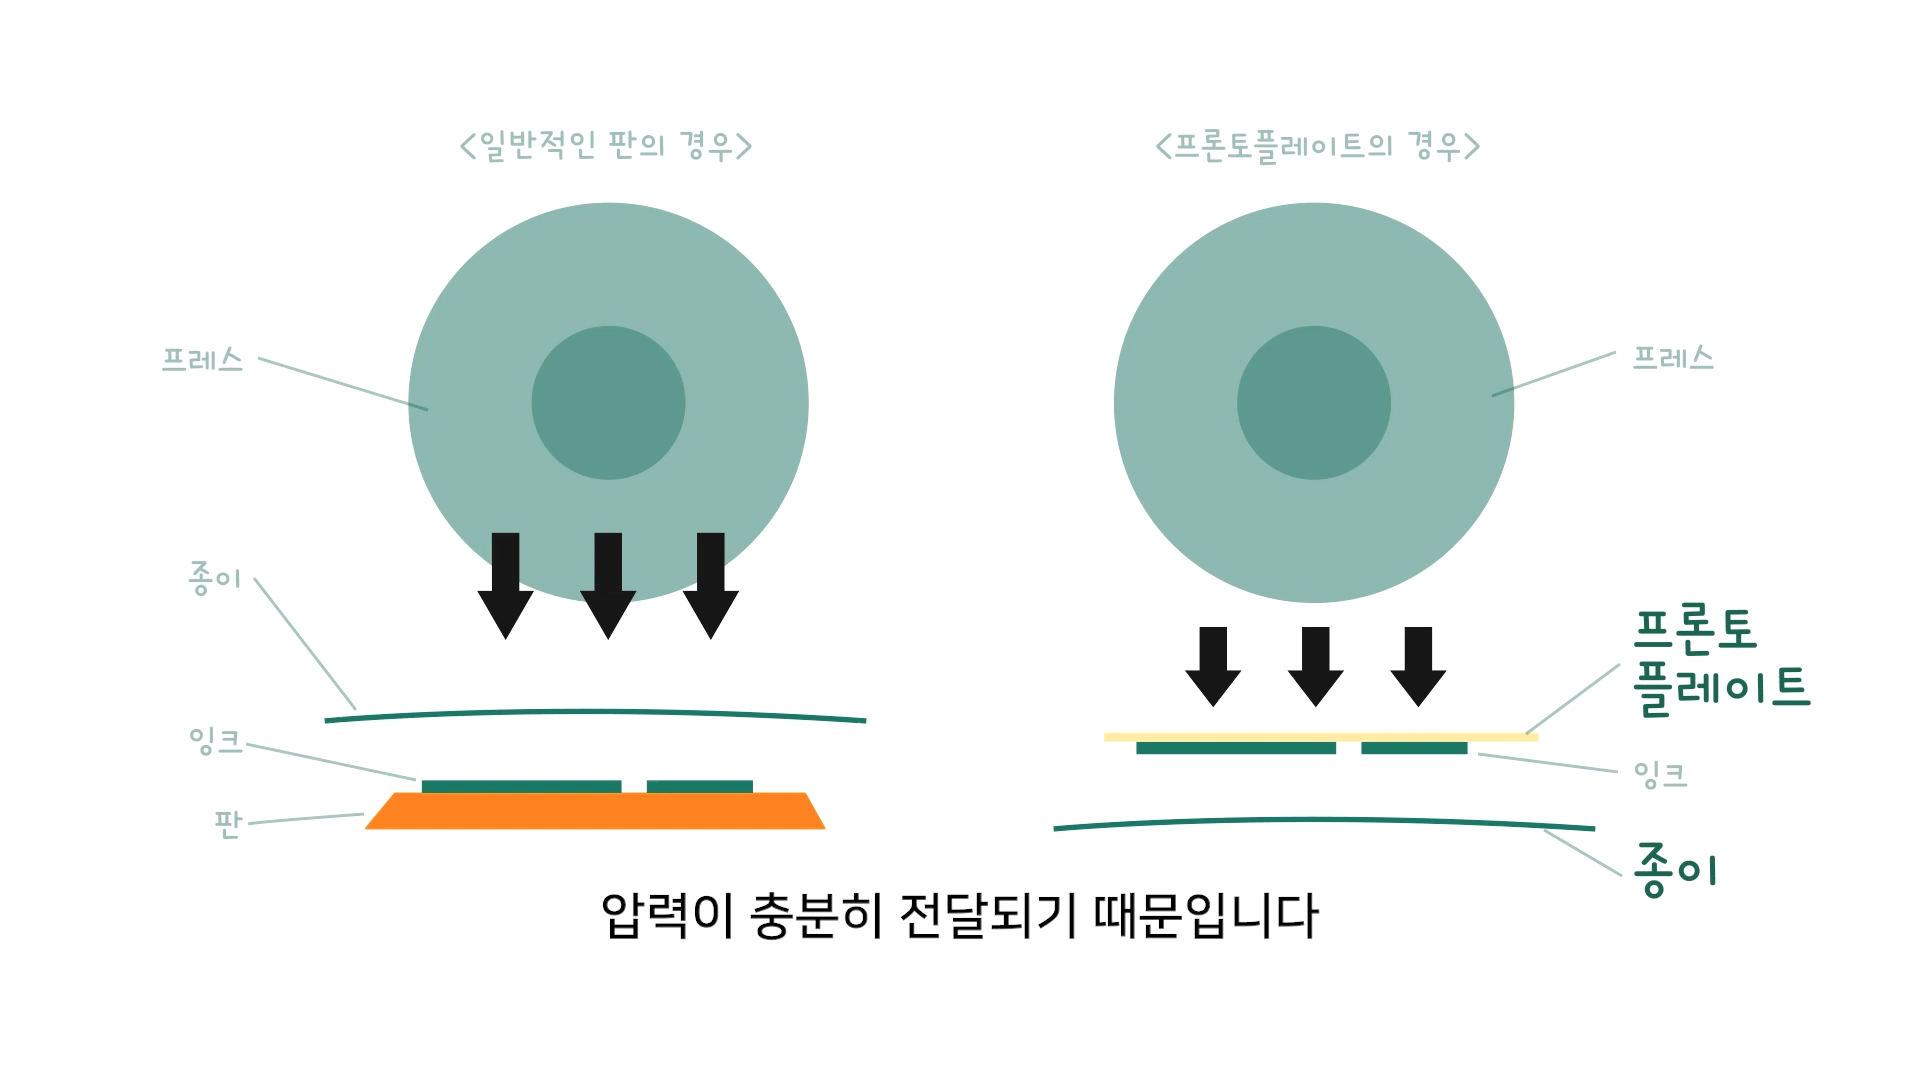 <일반적인 판의 경우>
프레스
종이
잉크
판
<프론토플레이트의 경우>
프레스
프론토
플레이트
잉크
종이
압력이 충분히 전달되기 때문입니다